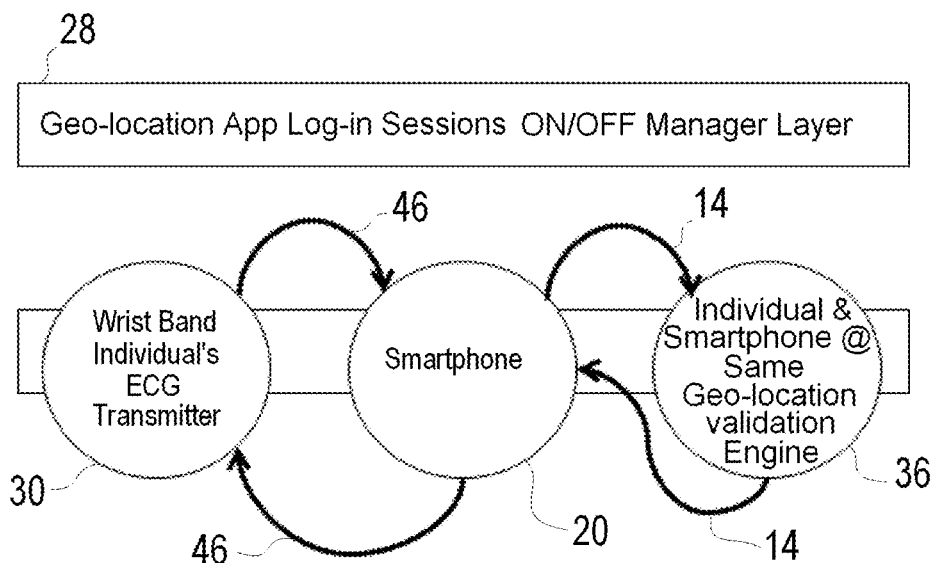 28
Geo-location App Log-in Sessions ON/OFF Manager Layer
46
14
Wrist Band
Individual's
ECG
Transmitter
Smartphone
Individual &
Smartphone @
Same
Geo-location
validation
Engine
30
46
20
14
36